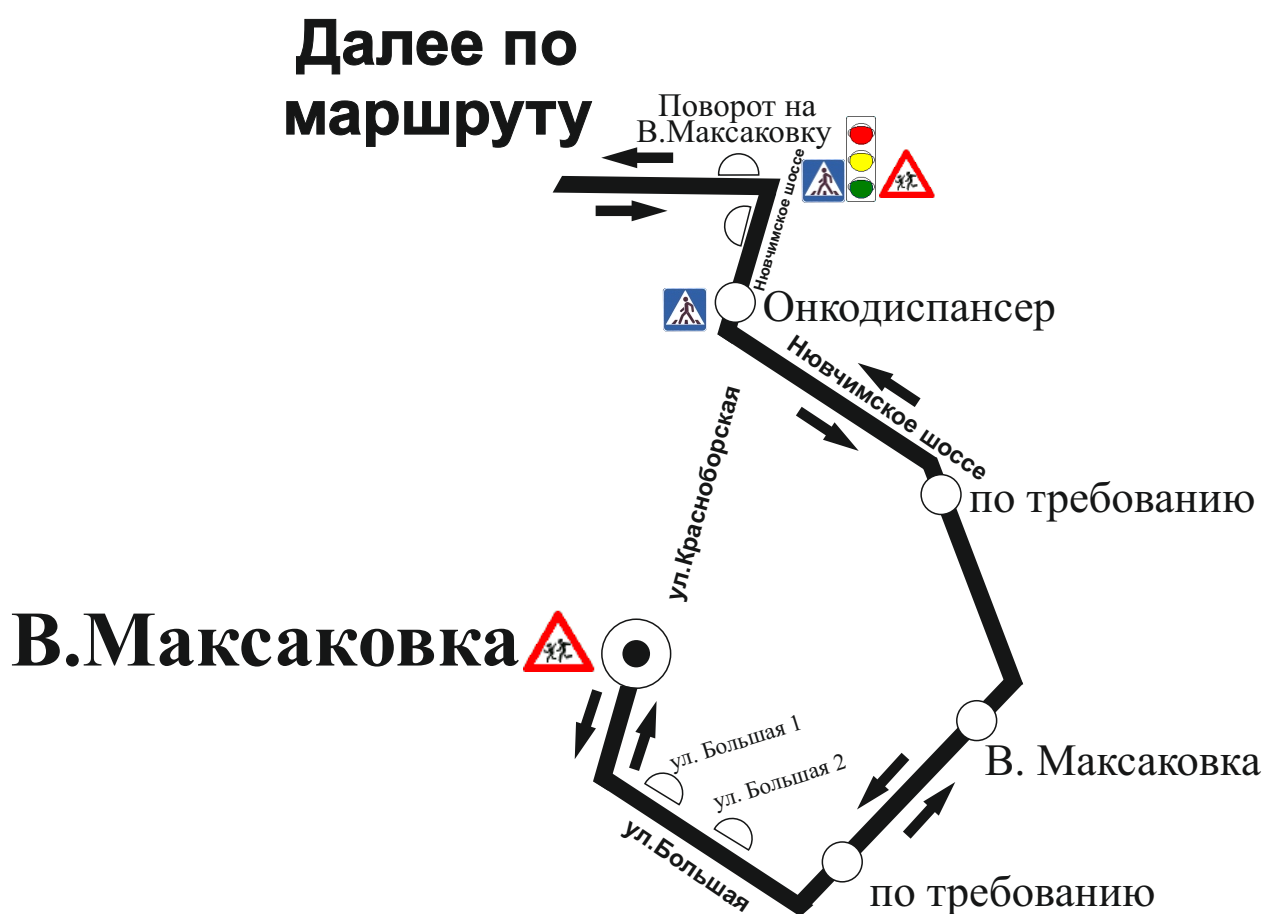 Далее по
маршруту
Поворот на
В.Максаковку
Нювчимское шоссе
Онкодиспансер
Нювчимское шоссе
ул.Красноборская
по требованию
В.Максаковка
ул. Большая 1
ул. Большая 2
В. Максаковка
ул.Большая
по требованию